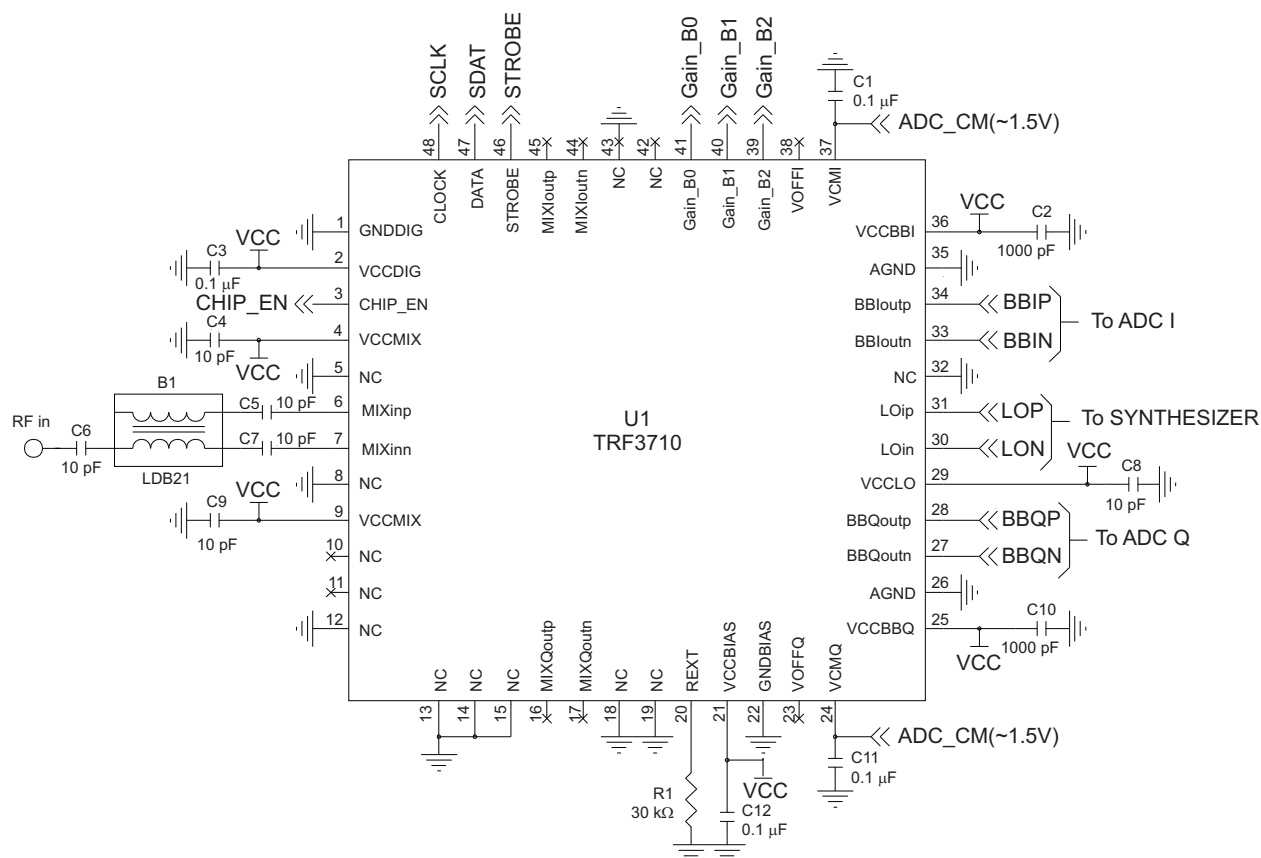 SCLK
SDAT
STROBE
Gain_B0
Gain_B1
Gain_B2
C1
0.1 μF
ADC_CM(~1.5V)
48
47
46
45
44
43
42
41
40
39
38
37
CLOCK
DATA
STROBE
MIXIoutp
MIXIoutn
NC
NC
Gain_B0
Gain_B1
Gain_B2
VOFFI
VCMI
1
GNDDIG
C3
VCC
0.1 μF
2
VCCDIG
CHIP_EN
3
CHIP_EN
C4
10 pF
VCC
4
VCCMIX
5
NC
B1
C5
10 pF
6
MIXinp
RF in
C6
10 pF
LDB21
C7
10 pF
7
MIXinn
8
NC
C9
VCC
10 pF
9
VCCMIX
10
NC
11
NC
12
NC
U1
TRF3710
VCCBBI
36
VCC
C2
1000 pF
AGND
35
BBIoutp
34
BBIP
BBIoutn
33
BBIN
To ADC I
NC
32
LOip
31
LOP
LOin
30
LON
To SYNTHESIZER
VCCLO
29
VCC
C8
10 pF
BBQoutp
28
BBQP
BBQoutn
27
BBQN
To ADC Q
AGND
26
VCCBBQ
25
VCC
C10
1000 pF
NC
NC
NC
MIXQoutp
MIXQoutn
NC
NC
REXT
VCCBIAS
GNDBIAS
VOFFQ
VCMQ
13
14
15
16
17
18
19
20
21
22
23
24
ADC_CM(~1.5V)
C11
0.1 μF
R1
30 kΩ
VCC
C12
0.1 μF